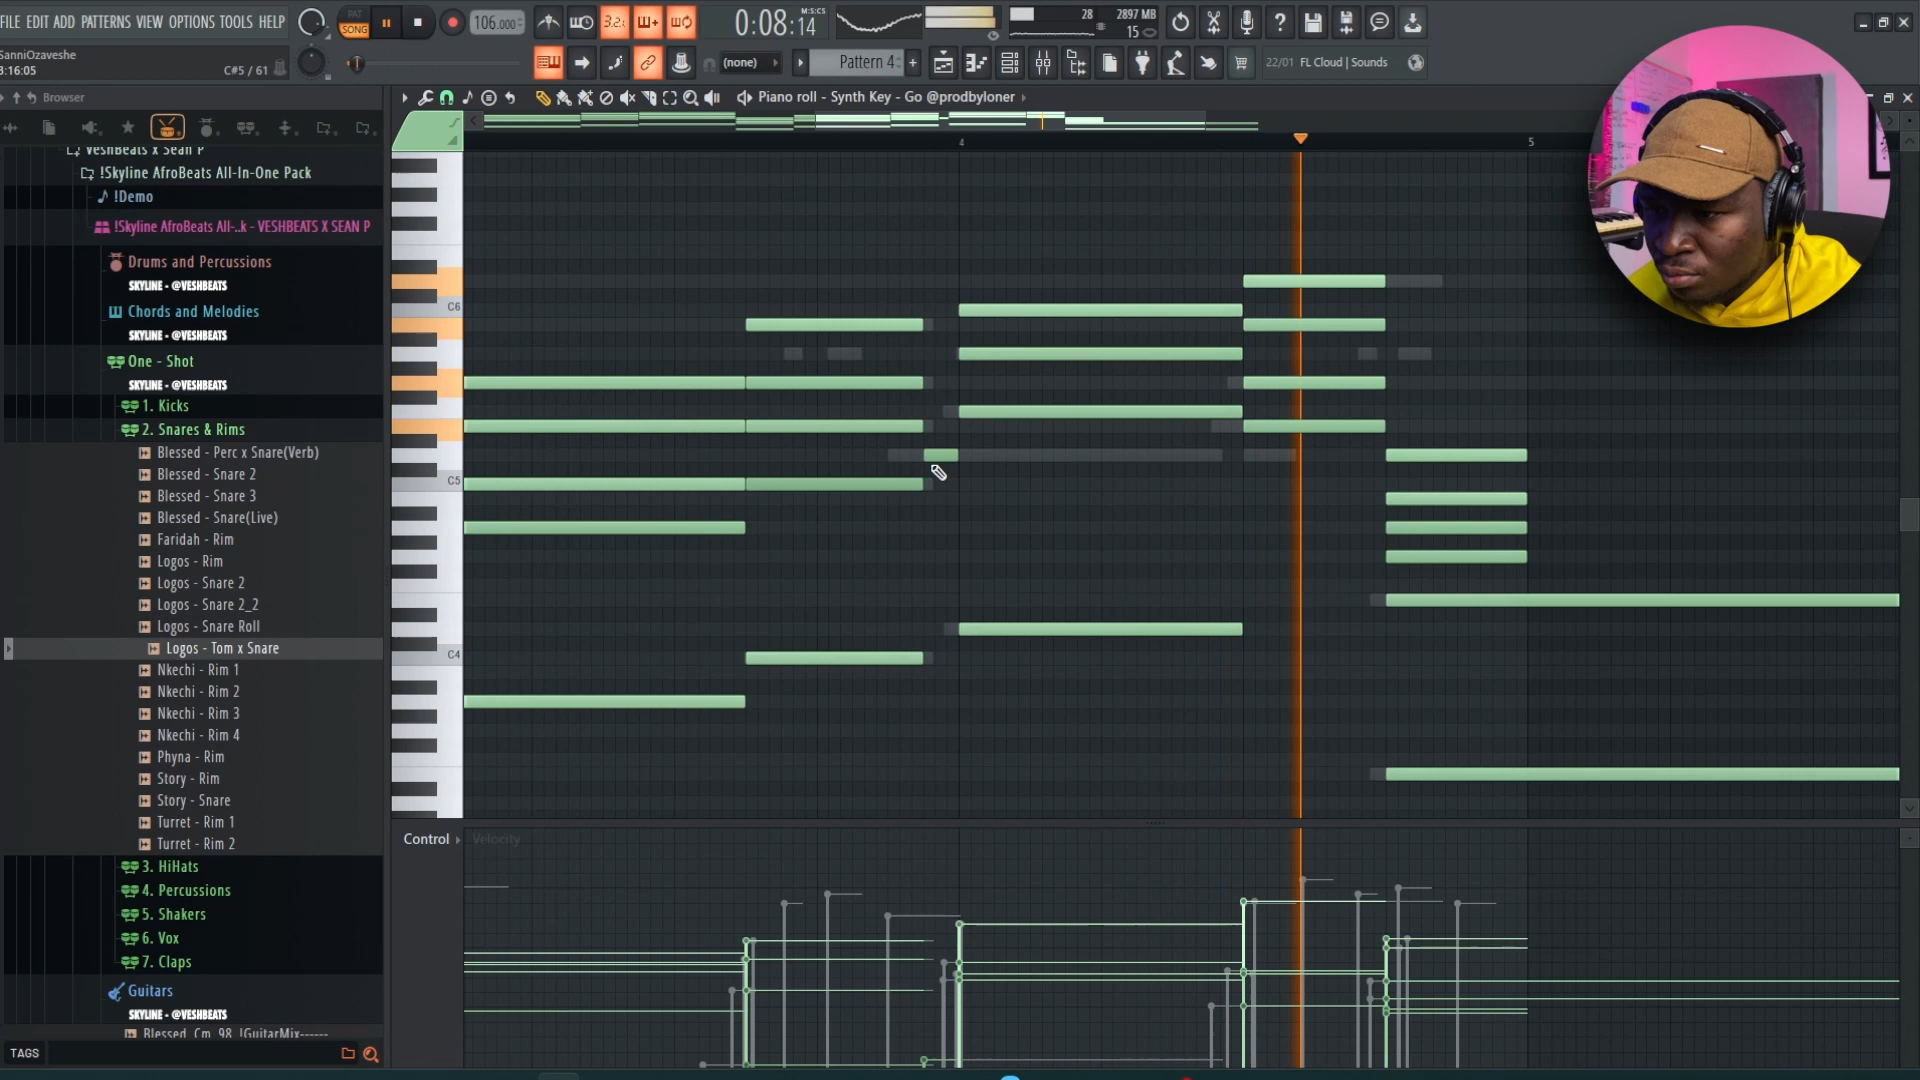 FILE EDIT ADD PATTERNS VIEW OPTIONS TOOLS HELP
PAT
SONG
106.000
3.2:
0:08:14
M:S:CS
28
2897 MB
15
SanniOzaveshe
3:16:05
C#5 / 61
(none)
Pattern 4
+
22/01 FL Cloud | Sounds
Browser
Piano roll - Synth Key - Go @prodbyloner
VeshBeats x Sean P
!Skyline AfroBeats All-In-One Pack
!Demo
!Skyline AfroBeats All-..k - VESHBEATS X SEAN P
Drums and Percussions
SKYLINE - @VESHBEATS
Chords and Melodies
SKYLINE - @VESHBEATS
One - Shot
SKYLINE - @VESHBEATS
1. Kicks
2. Snares & Rims
Blessed - Perc x Snare(Verb)
Blessed - Snare 2
Blessed - Snare 3
Blessed - Snare(Live)
Faridah - Rim
Logos - Rim
Logos - Snare 2
Logos - Snare 2_2
Logos - Snare Roll
Logos - Tom x Snare
Nkechi - Rim 1
Nkechi - Rim 2
Nkechi - Rim 3
Nkechi - Rim 4
Phyna - Rim
Story - Rim
Story - Snare
Turret - Rim 1
Turret - Rim 2
3. HiHats
4. Percussions
5. Shakers
6. Vox
7. Claps
Guitars
SKYLINE - @VESHBEATS
Blessed_Cm_98_!GuitarMix------
TAGS
4
5
C6
C5
C4
Control
Velocity